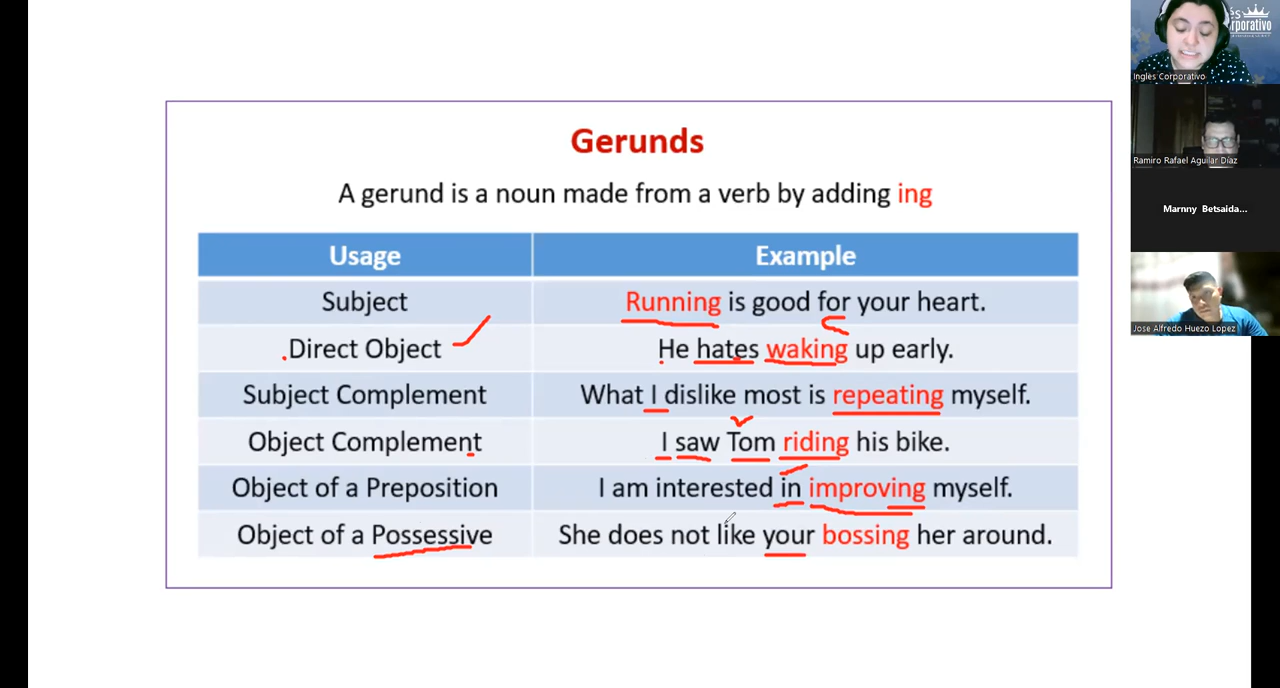 Gerunds
A gerund is a noun made from a verb by adding ing
Usage Example
Subject Running is good for your heart.
Direct Object He hates waking up early.
Subject Complement What I dislike most is repeating myself.
Object Complement I saw Tom riding his bike.
Object of a Preposition I am interested in improving myself.
Object of a Possessive She does not like your bossing her around.
Inglés Corporativo
Ramiro Rafael Aguilar Díaz
Marnny Betsaida...
Jose Alfredo Huezo Lopez